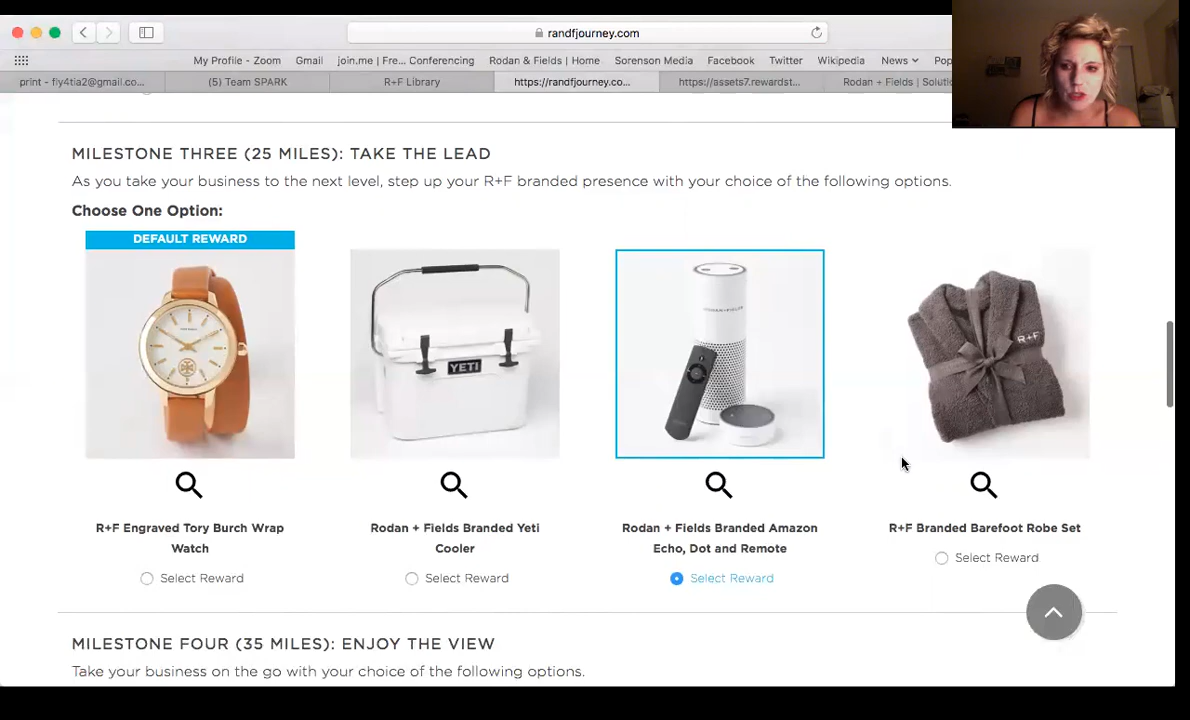 randfjourney.com
My Profile - Zoom Gmail join.me | Fre... Conferencing Rodan & Fields | Home Sorenson Media Facebook Twitter Wikipedia News Pop
print - fly4tia2@gmail.co... (5) Team SPARK R+F Library https://randfjourney.co... https://assets7.rewardst... Rodan + Fields | Soluti
MILESTONE THREE (25 MILES): TAKE THE LEAD
As you take your business to the next level, step up your R+F branded presence with your choice of the following options.
Choose One Option:
DEFAULT REWARD
YETI
RODAN+FIELDS
R+F
R+F Engraved Tory Burch Wrap
Watch
Select Reward
Rodan + Fields Branded Yeti
Cooler
Select Reward
Rodan + Fields Branded Amazon
Echo, Dot and Remote
Select Reward
R+F Branded Barefoot Robe Set
Select Reward
MILESTONE FOUR (35 MILES): ENJOY THE VIEW
Take your business on the go with your choice of the following options.